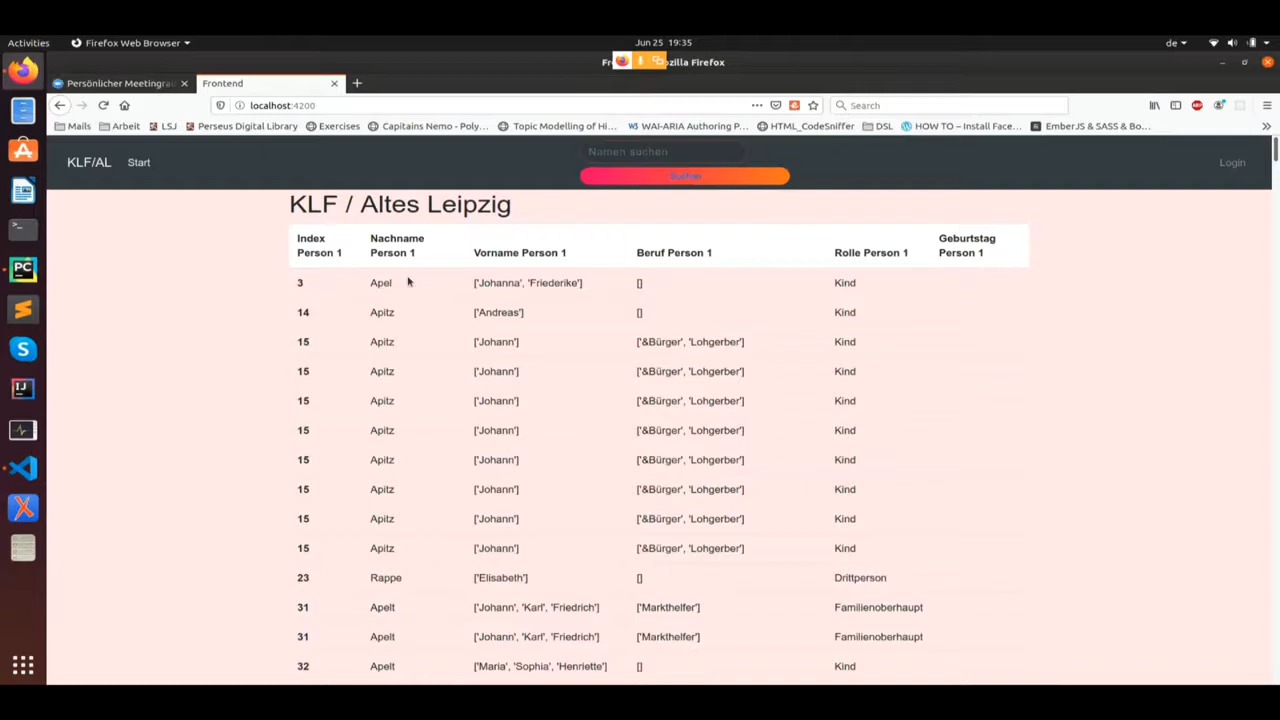 Activities Firefox Web Browser Jun 25 19:35 de
Mozilla Firefox
Persönlicher Meetingra Frontend
localhost:4200 Search
Mails Arbeit LSJ Perseus Digital Library Exercises Capitains Nemo - Poly... Topic Modelling of Hi... WAI-ARIA Authoring P... HTML_CodeSniffer DSL HOW TO – Install Face... EmberJS & SASS & Bo...
KLF/AL Start Namen suchen Login
Suchen
KLF / Altes Leipzig
Index Person 1 Nachname Person 1 Vorname Person 1 Beruf Person 1 Rolle Person 1 Geburtstag Person 1
3 Apel ['Johanna', 'Friederike'] [] Kind
14 Apitz ['Andreas'] [] Kind
15 Apitz ['Johann'] ['&Bürger', 'Lohgerber'] Kind
15 Apitz ['Johann'] ['&Bürger', 'Lohgerber'] Kind
15 Apitz ['Johann'] ['&Bürger', 'Lohgerber'] Kind
15 Apitz ['Johann'] ['&Bürger', 'Lohgerber'] Kind
15 Apitz ['Johann'] ['&Bürger', 'Lohgerber'] Kind
15 Apitz ['Johann'] ['&Bürger', 'Lohgerber'] Kind
15 Apitz ['Johann'] ['&Bürger', 'Lohgerber'] Kind
15 Apitz ['Johann'] ['&Bürger', 'Lohgerber'] Kind
23 Rappe ['Elisabeth'] [] Drittperson
31 Apelt ['Johann', 'Karl', 'Friedrich'] ['Markthelfer'] Familienoberhaupt
31 Apelt ['Johann', 'Karl', 'Friedrich'] ['Markthelfer'] Familienoberhaupt
32 Apelt ['Maria', 'Sophia', 'Henriette'] [] Kind